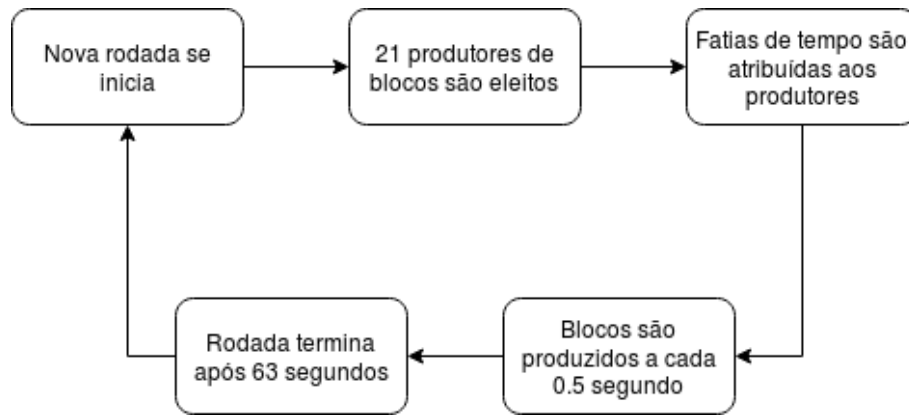 Nova rodada se
inicia
21 produtores de
blocos são eleitos
Fatias de tempo são
atribuídas aos
produtores
Blocos são
produzidos a cada
0.5 segundo
Rodada termina
após 63 segundos